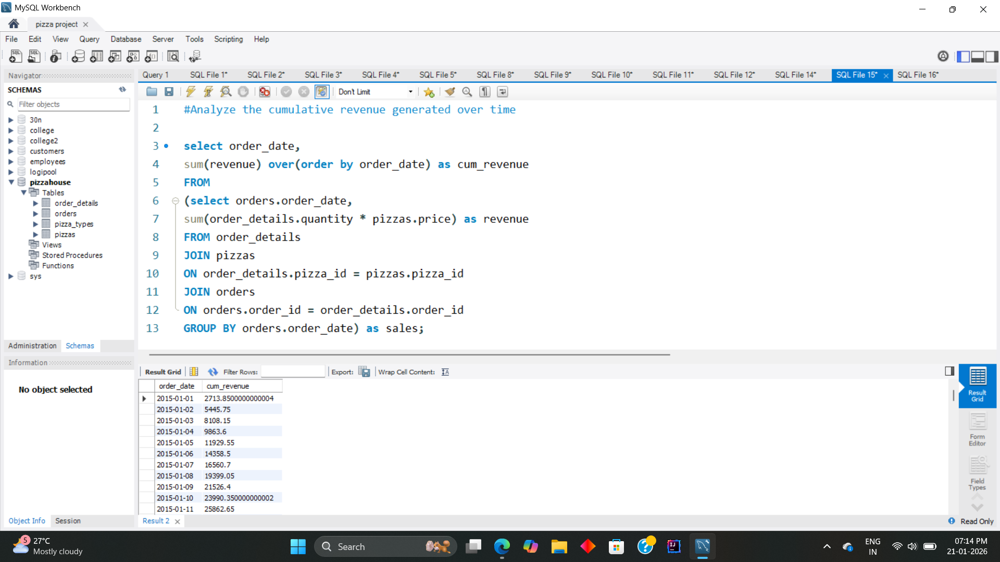 MySQL Workbench
pizza project
File Edit View Query Database Server Tools Scripting Help
Navigator
SCHEMAS
Filter objects
30n
college
college2
customers
employees
logipool
pizzahouse
Tables
order_details
orders
pizza_types
pizzas
Views
Stored Procedures
Functions
sys
Administration Schemas
Information
No object selected
Object Info Session
Query 1 SQL File 1* SQL File 2* SQL File 3* SQL File 4* SQL File 5* SQL File 8* SQL File 9* SQL File 10* SQL File 11* SQL File 12* SQL File 14* SQL File 15* SQL File 16*
Don't Limit
1 #Analyze the cumulative revenue generated over time
2
3 select order_date,
4 sum(revenue) over(order by order_date) as cum_revenue
5 FROM
6 (select orders.order_date,
7 sum(order_details.quantity * pizzas.price) as revenue
8 FROM order_details
9 JOIN pizzas
10 ON order_details.pizza_id = pizzas.pizza_id
11 JOIN orders
12 ON orders.order_id = order_details.order_id
13 GROUP BY orders.order_date) as sales;
Result Grid Filter Rows: Export: Wrap Cell Content:
order_date cum_revenue
2015-01-01 2713.8500000000004
2015-01-02 5445.75
2015-01-03 8108.15
2015-01-04 9863.6
2015-01-05 11929.55
2015-01-06 14358.5
2015-01-07 16560.7
2015-01-08 19399.05
2015-01-09 21526.4
2015-01-10 23990.350000000002
2015-01-11 25862.65
Result
Grid
Form
Editor
Field
Types
Result 2
Read Only
5
27°C
Mostly cloudy
Search
ENG
IN
07:14 PM
21-01-2026